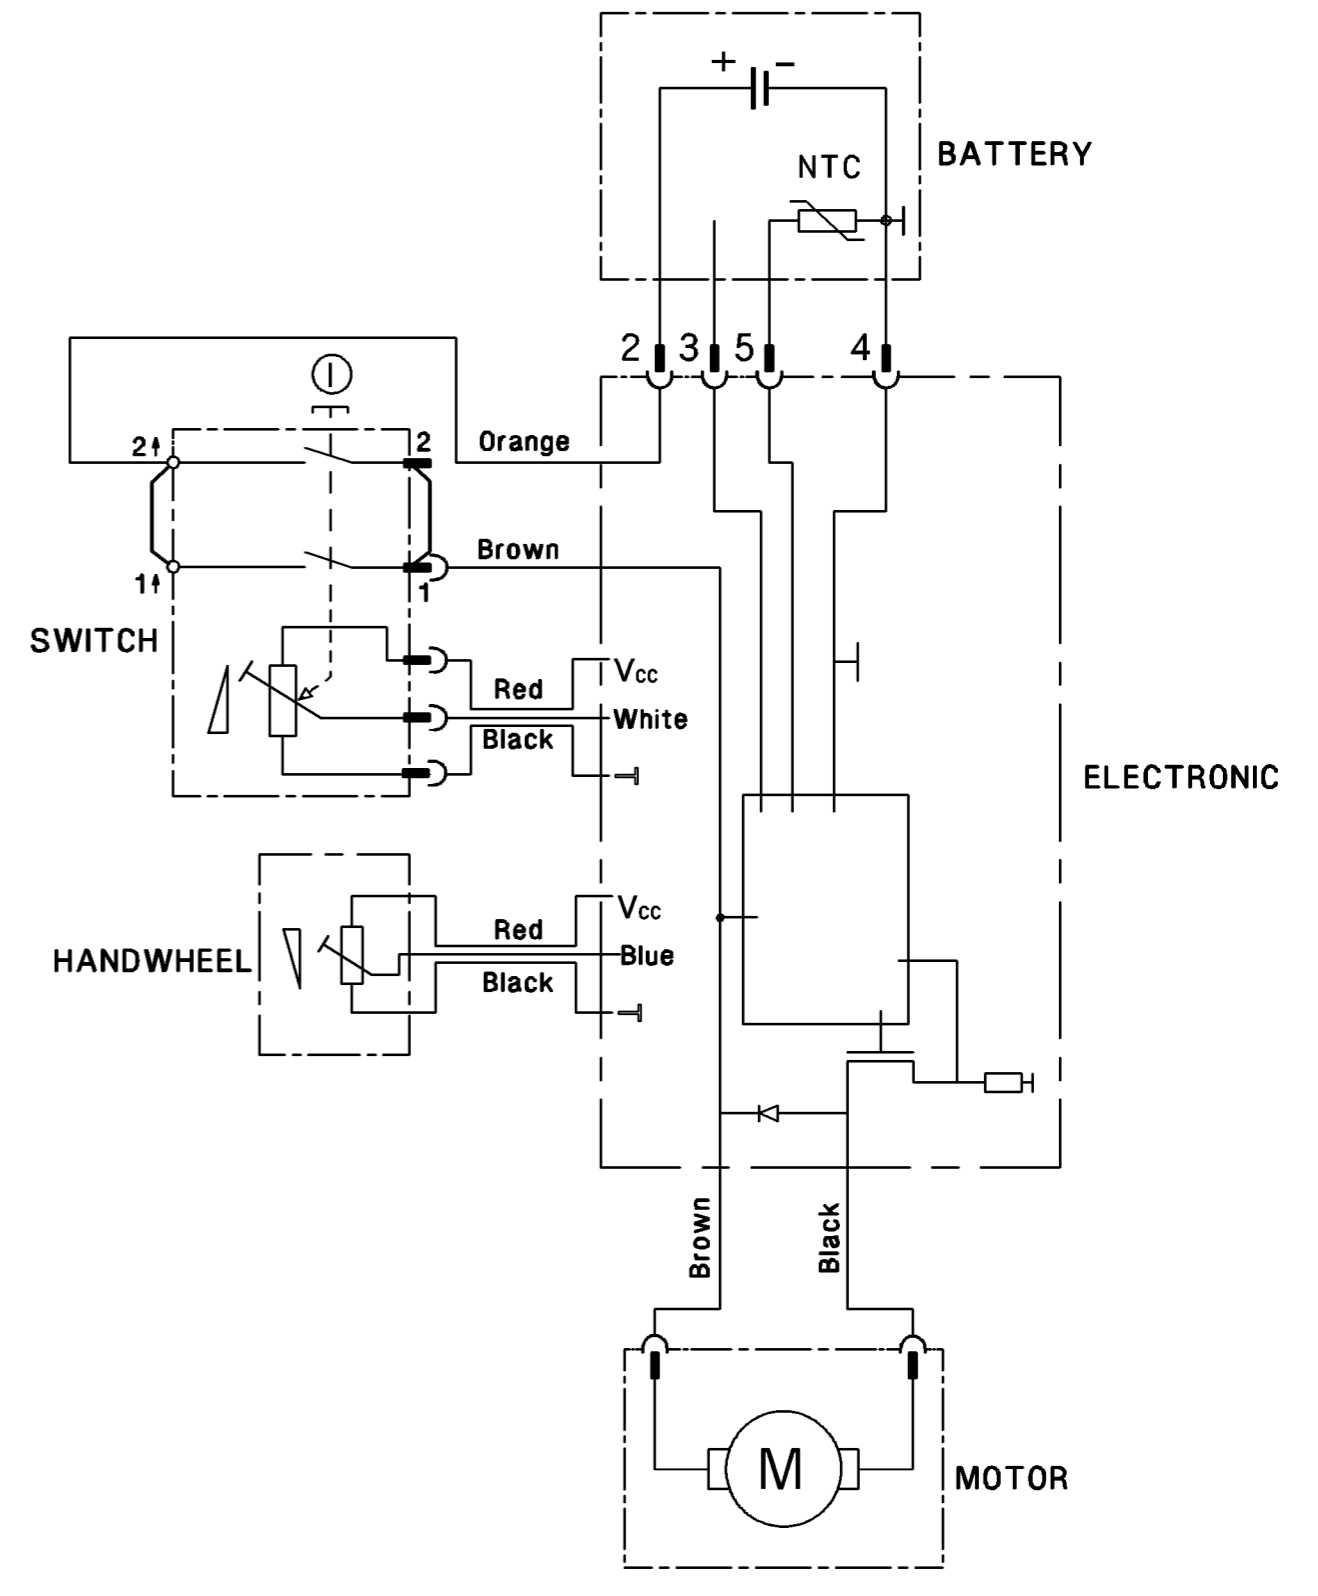 + −
BATTERY
NTC
2 3 5 4
I
2 2
Orange
Brown
1 1
SWITCH
Vcc
Red
White
Black
ELECTRONIC
Vcc
Red
HANDWHEEL
Blue
Black
Brown
Black
M
MOTOR